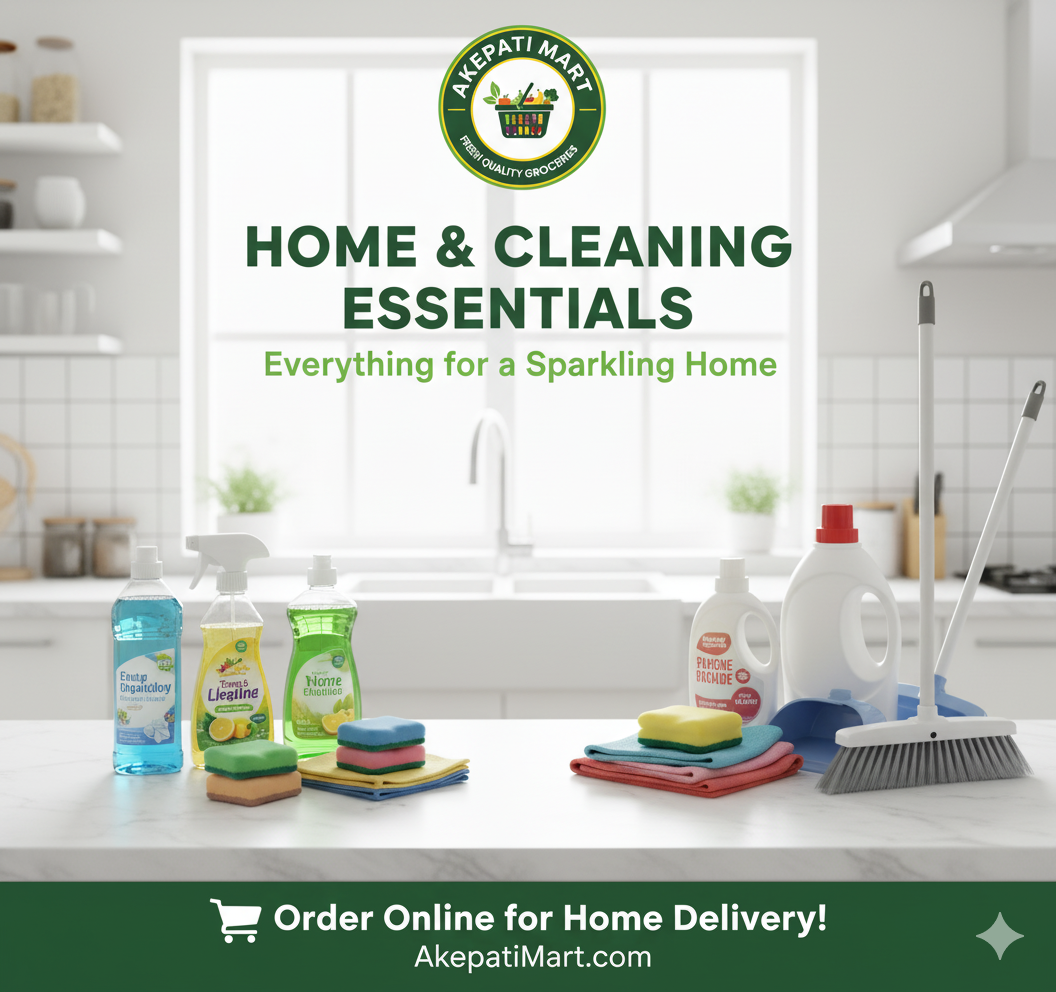 AKEPATI MART
FRESH QUALITY GROCERIES
HOME & CLEANING
ESSENTIALS
Everything for a Sparkling Home
Order Online for Home Delivery!
AkepatiMart.com